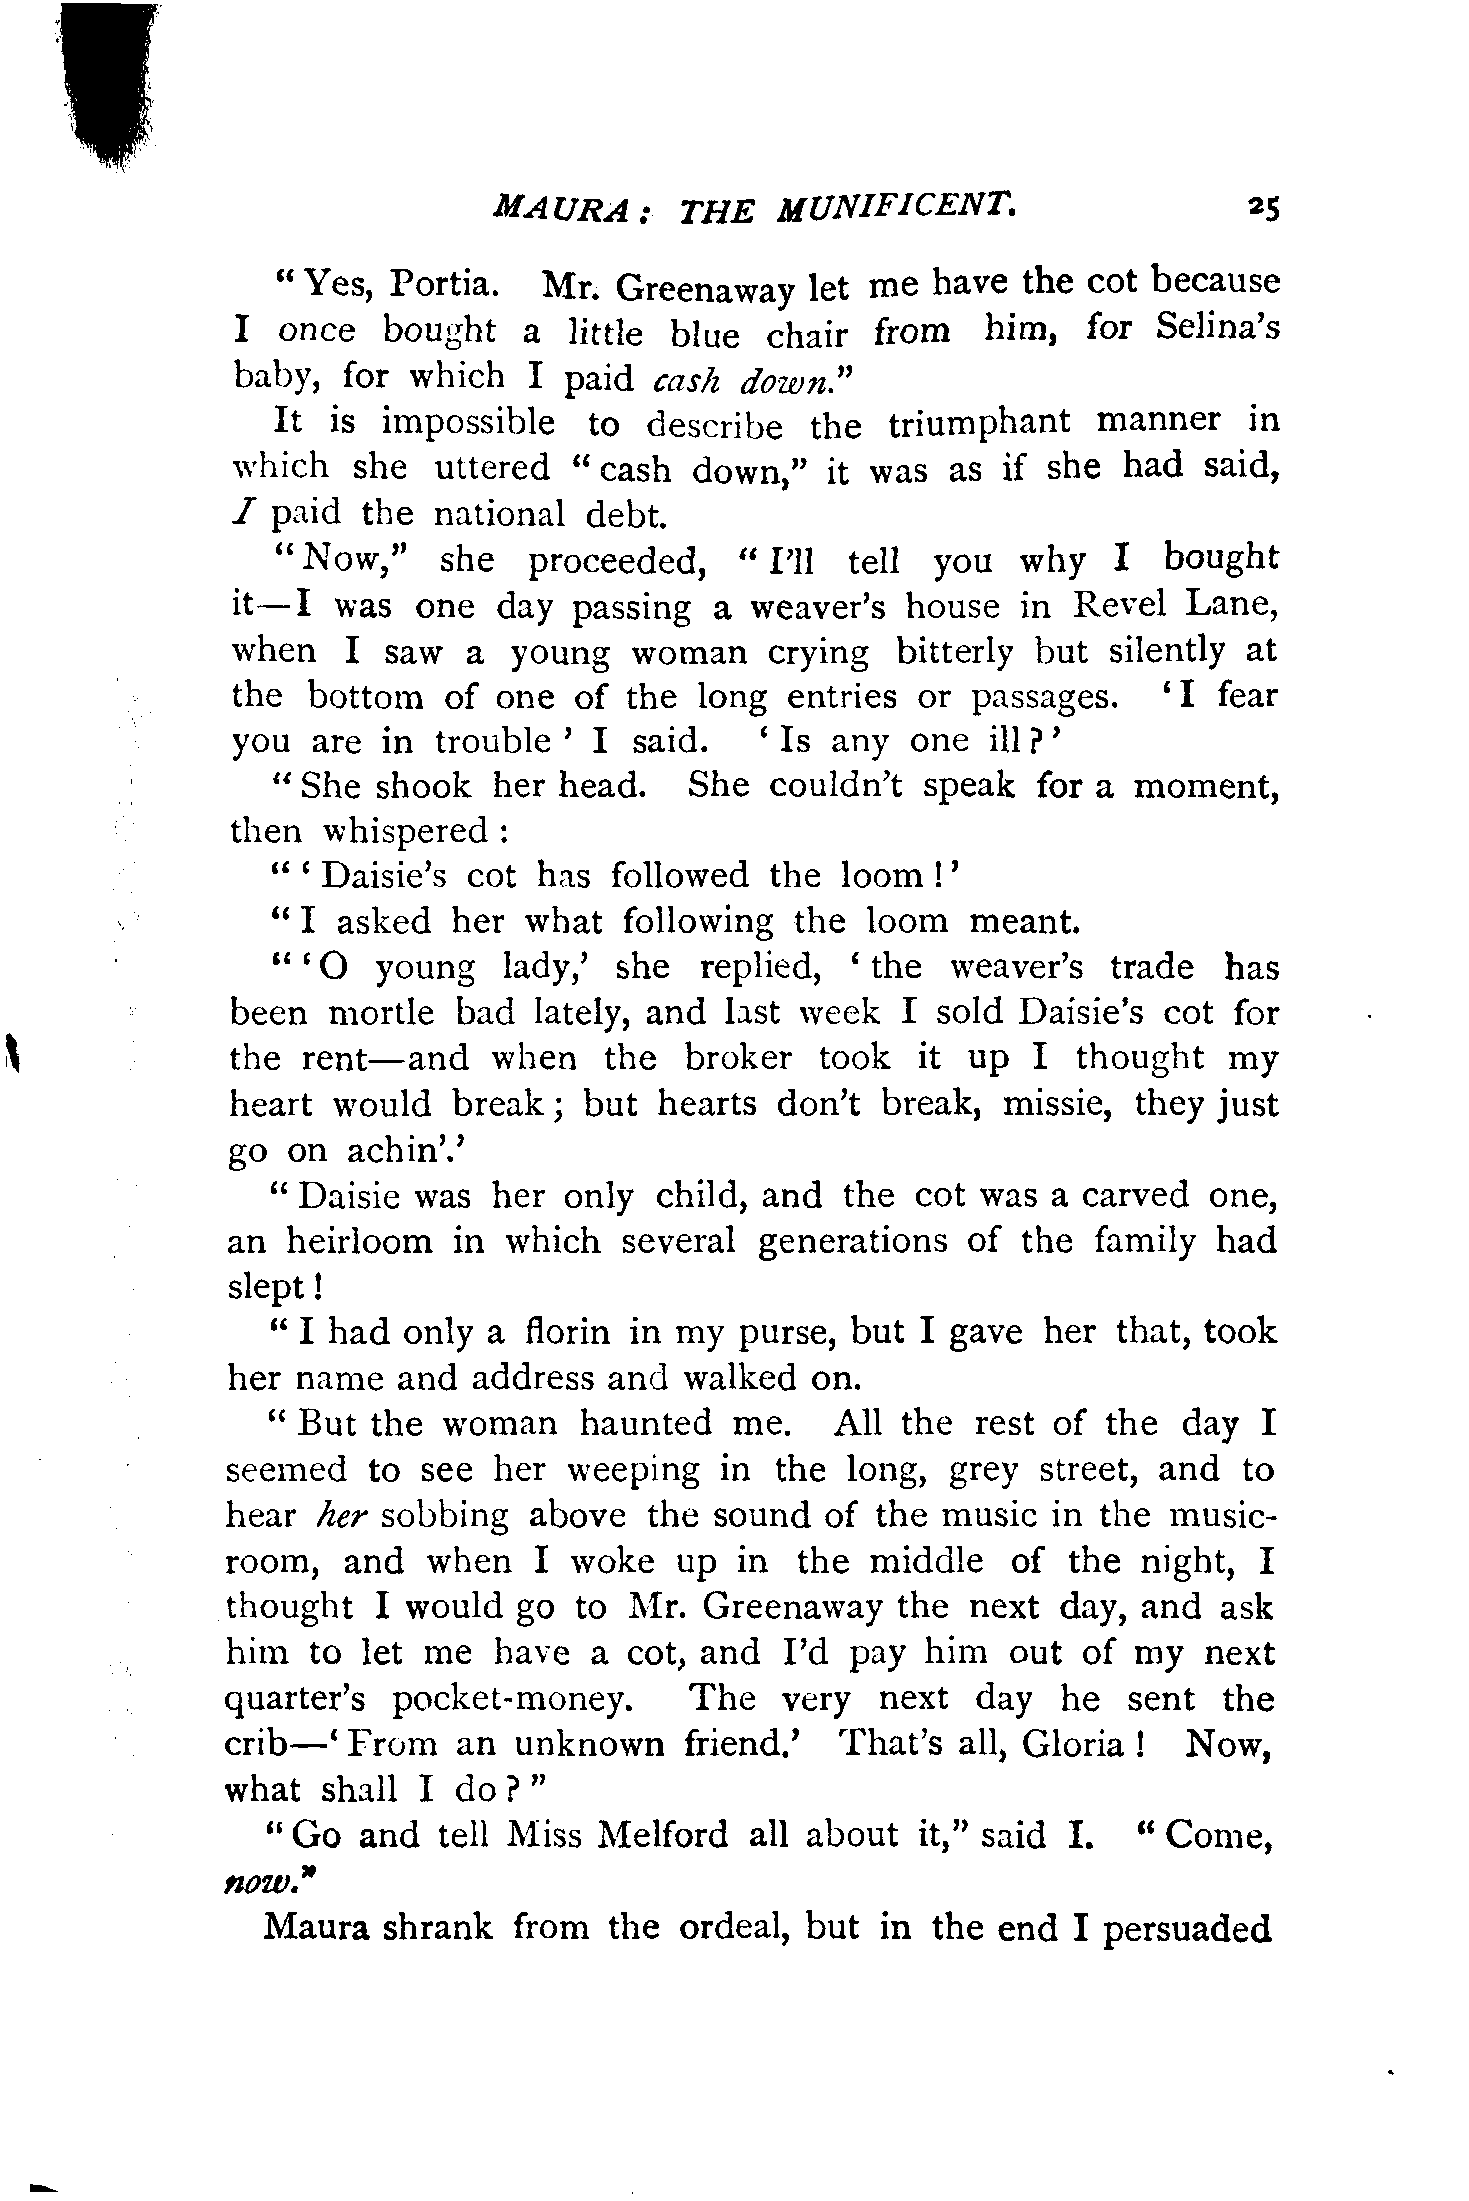 MAURA: THE MUNIFICENT. 25
"Yes, Portia. Mr. Greenaway let me have the cot because
I once bought a little blue chair from him, for Selina's
baby, for which I paid cash down."
It is impossible to describe the triumphant manner in
which she uttered "cash down," it was as if she had said,
I paid the national debt.
"Now," she proceeded, "I'll tell you why I bought
it—I was one day passing a weaver's house in Revel Lane,
when I saw a young woman crying bitterly but silently at
the bottom of one of the long entries or passages. 'I fear
you are in trouble' I said. 'Is any one ill?'
"She shook her head. She couldn't speak for a moment,
then whispered:
"'Daisie's cot has followed the loom!'
"I asked her what following the loom meant.
"'O young lady,' she replied, 'the weaver's trade has
been mortle bad lately, and last week I sold Daisie's cot for
the rent—and when the broker took it up I thought my
heart would break; but hearts don't break, missie, they just
go on achin'.'
"Daisie was her only child, and the cot was a carved one,
an heirloom in which several generations of the family had
slept!
"I had only a florin in my purse, but I gave her that, took
her name and address and walked on.
"But the woman haunted me. All the rest of the day I
seemed to see her weeping in the long, grey street, and to
hear her sobbing above the sound of the music in the music-
room, and when I woke up in the middle of the night, I
thought I would go to Mr. Greenaway the next day, and ask
him to let me have a cot, and I'd pay him out of my next
quarter's pocket-money. The very next day he sent the
crib—'From an unknown friend.' That's all, Gloria! Now,
what shall I do?"
"Go and tell Miss Melford all about it," said I. "Come,
now."
Maura shrank from the ordeal, but in the end I persuaded